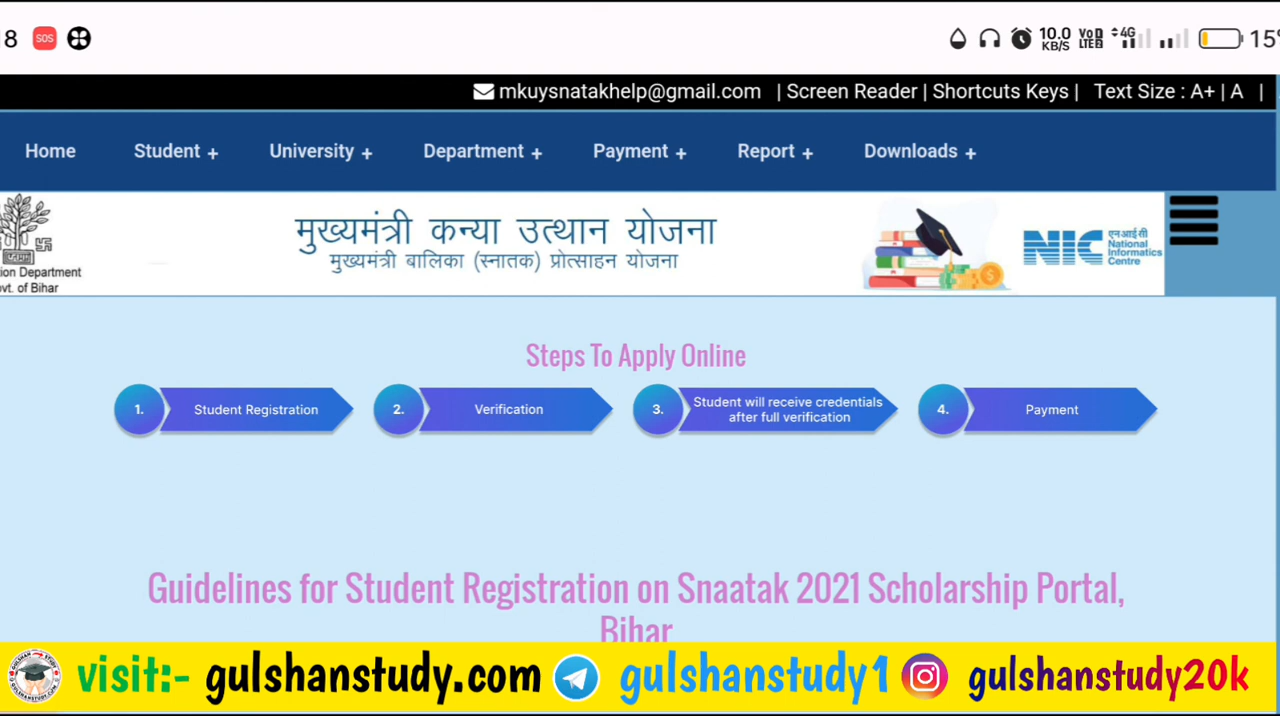 8 SOS 10.0 KB/S VoD LTE2 4G 15%
mkuysnatakhelp@gmail.com | Screen Reader | Shortcuts Keys | Text Size : A+ | A |
Home Student + University + Department + Payment + Report + Downloads +
मुख्यमंत्री कन्या उत्थान योजना
मुख्यमंत्री बालिका (स्नातक) प्रोत्साहन योजना
tion Department
ovt. of Bihar
NIC एनआईसी
National
Informatics
Centre
Steps To Apply Online
1. Student Registration
2. Verification
3. Student will receive credentials
after full verification
4. Payment
Guidelines for Student Registration on Snaatak 2021 Scholarship Portal,
Bihar
visit:- gulshanstudy.com gulshanstudy1 gulshanstudy20k